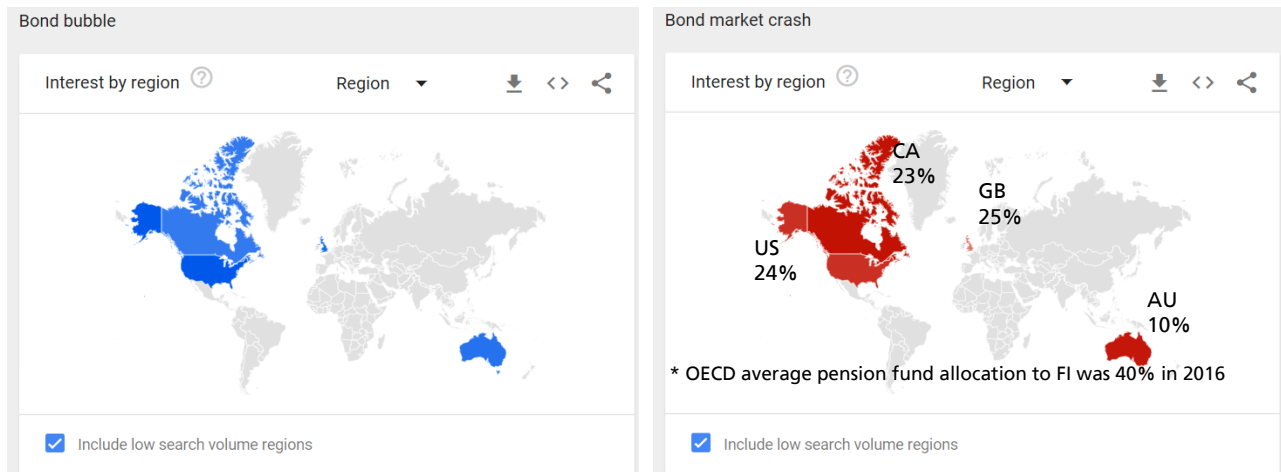 Bond bubble
Interest by region ?
Region
Include low search volume regions
Bond market crash
Interest by region ?
Region
CA
23%
GB
25%
US
24%
AU
10%
* OECD average pension fund allocation to FI was 40% in 2016
Include low search volume regions